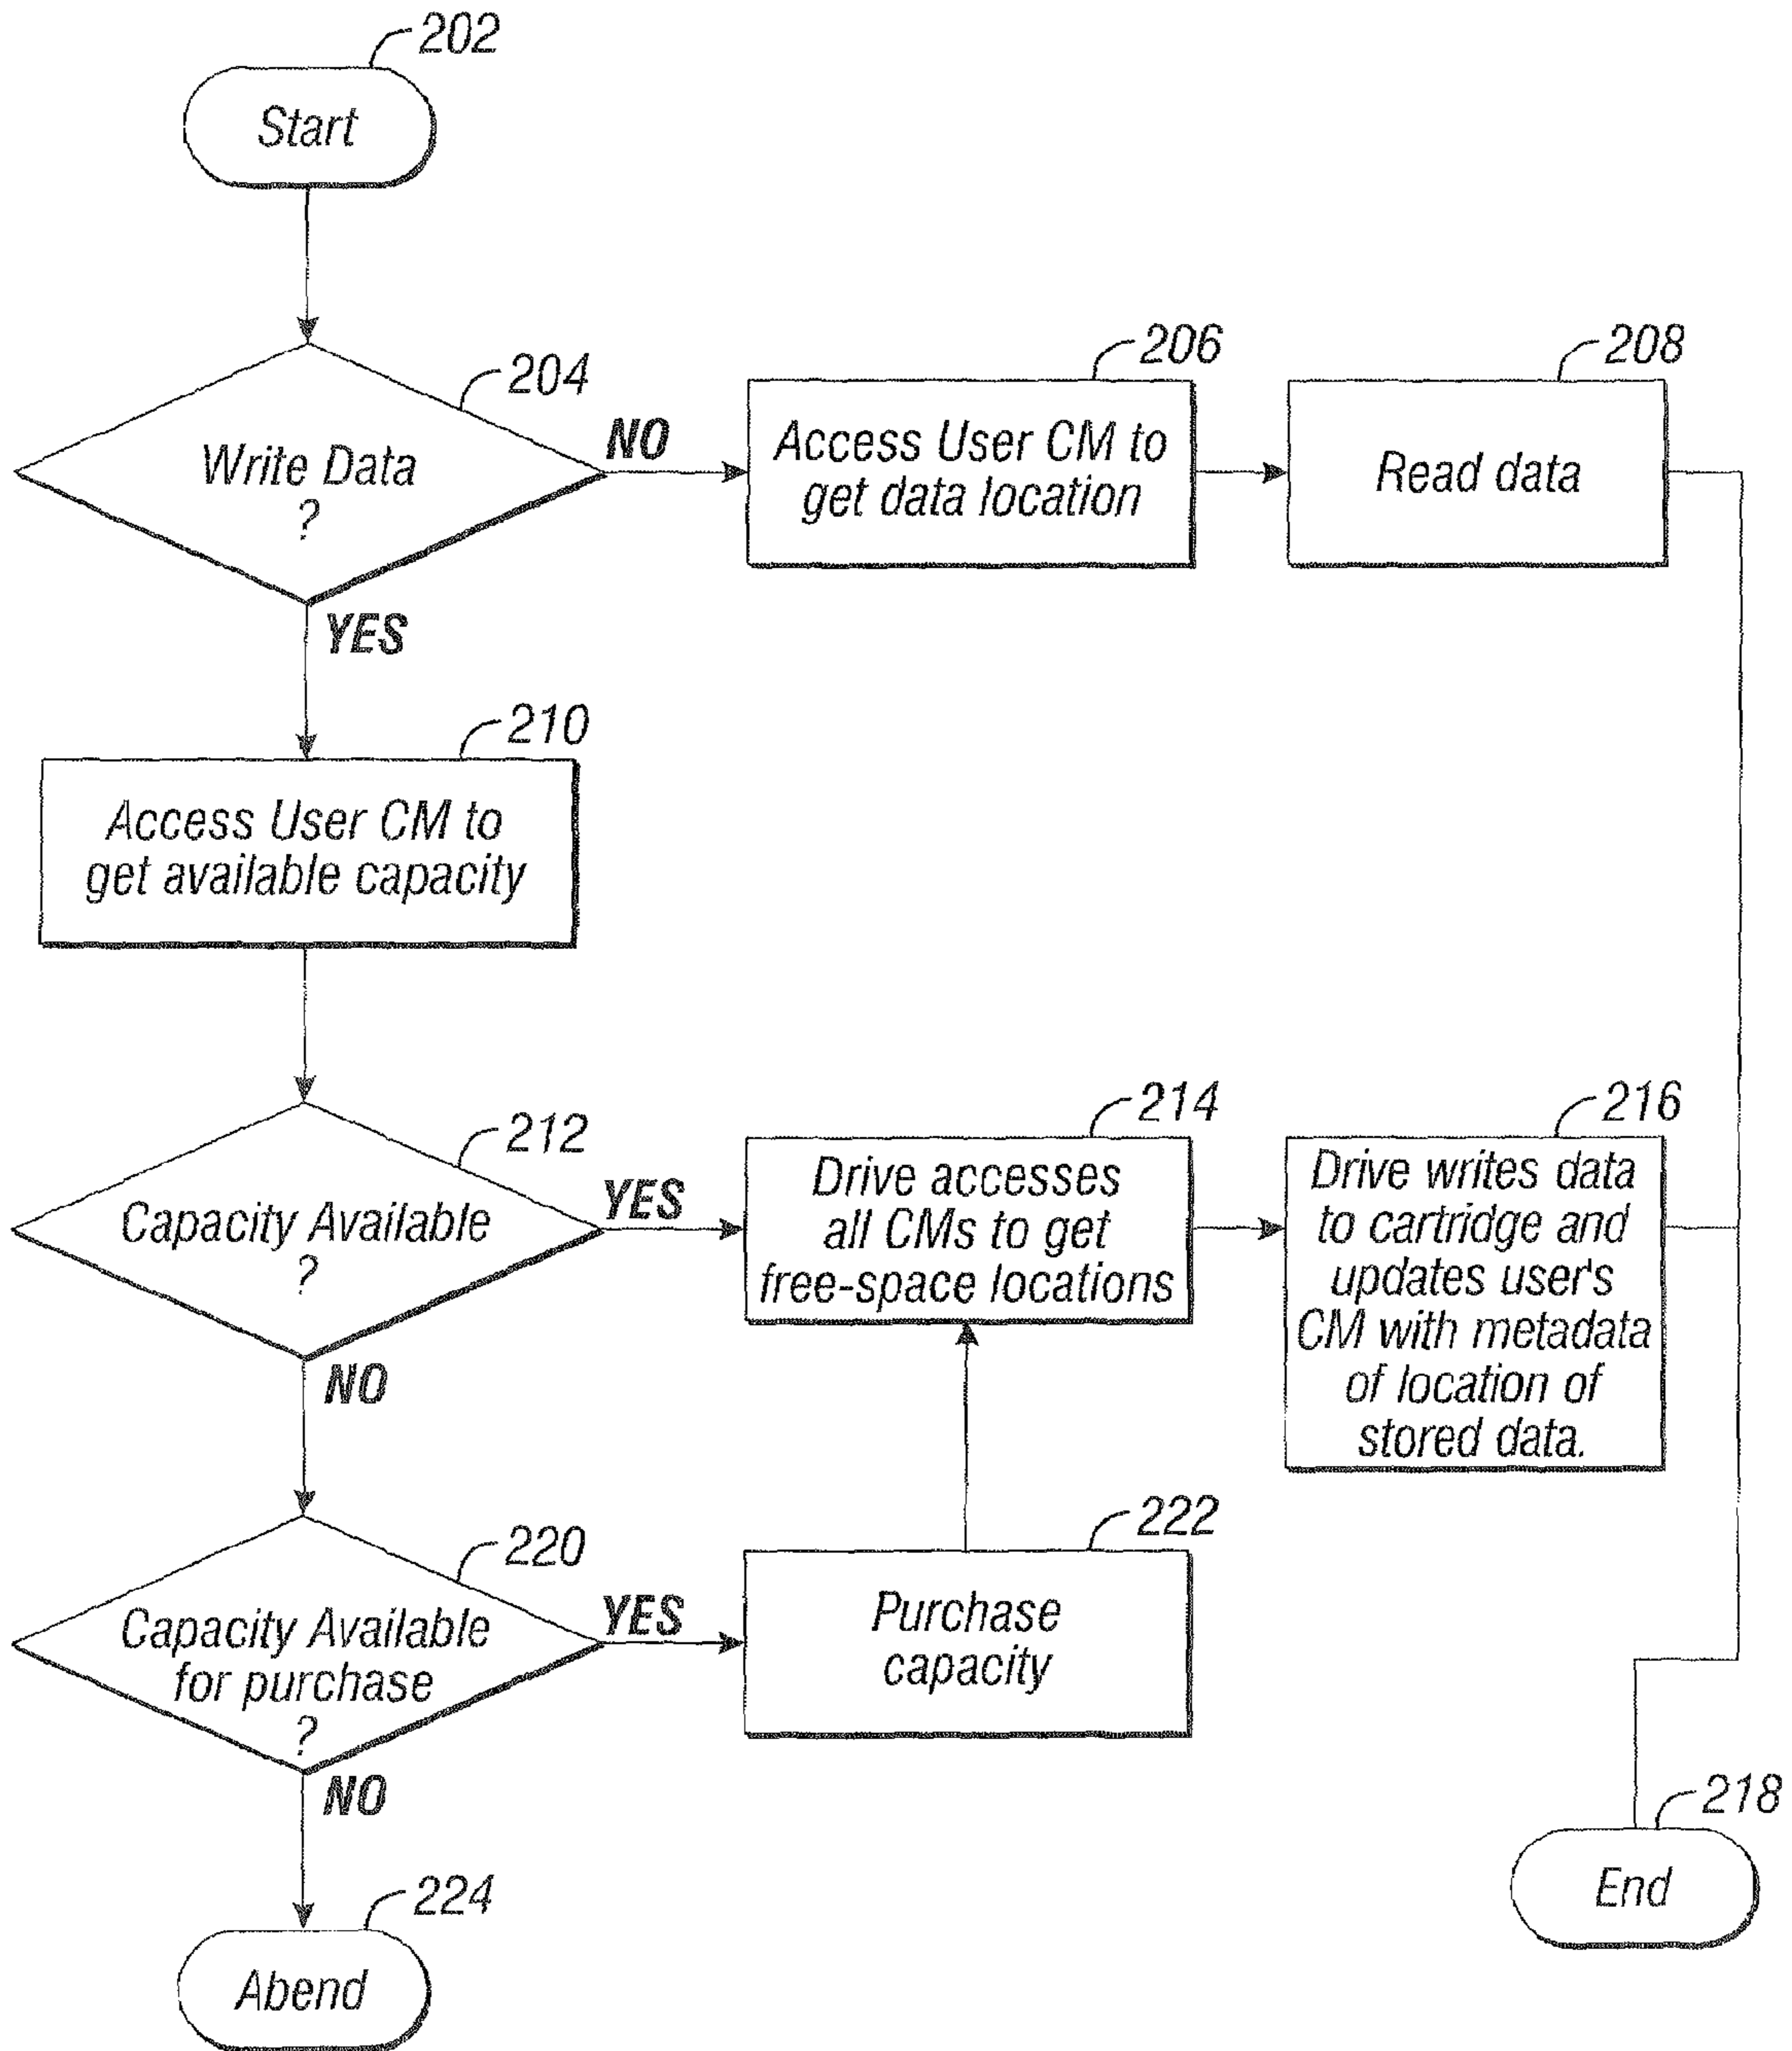 202
Start
204
Write Data
?
NO
206
Access User CM to
get data location
208
Read data
YES
210
Access User CM to
get available capacity
212
Capacity Available
?
YES
214
Drive accesses
all CMs to get
free-space locations
216
Drive writes data
to cartridge and
updates user's
CM with metadata
of location of
stored data.
NO
220
Capacity Available
for purchase
?
YES
222
Purchase
capacity
NO
218
End
224
Abend